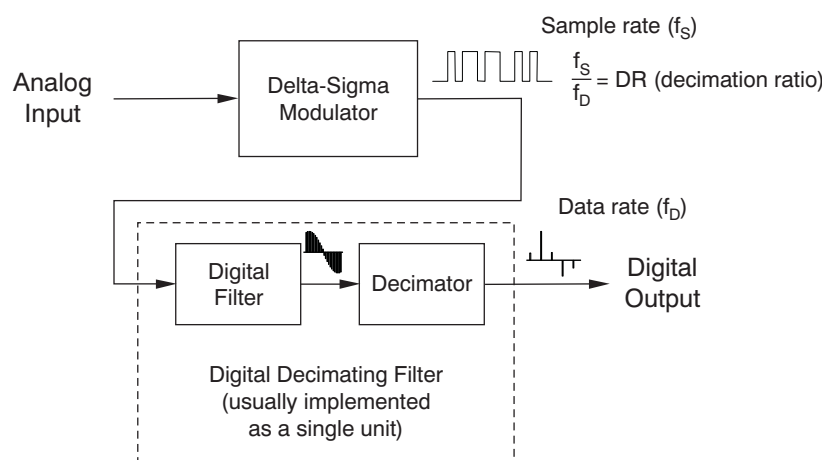 Sample rate (fS)
Analog
Input
Delta-Sigma
Modulator
fS
fD
= DR (decimation ratio)
Data rate (fD)
Digital
Filter
Decimator
Digital
Output
Digital Decimating Filter
(usually implemented
as a single unit)